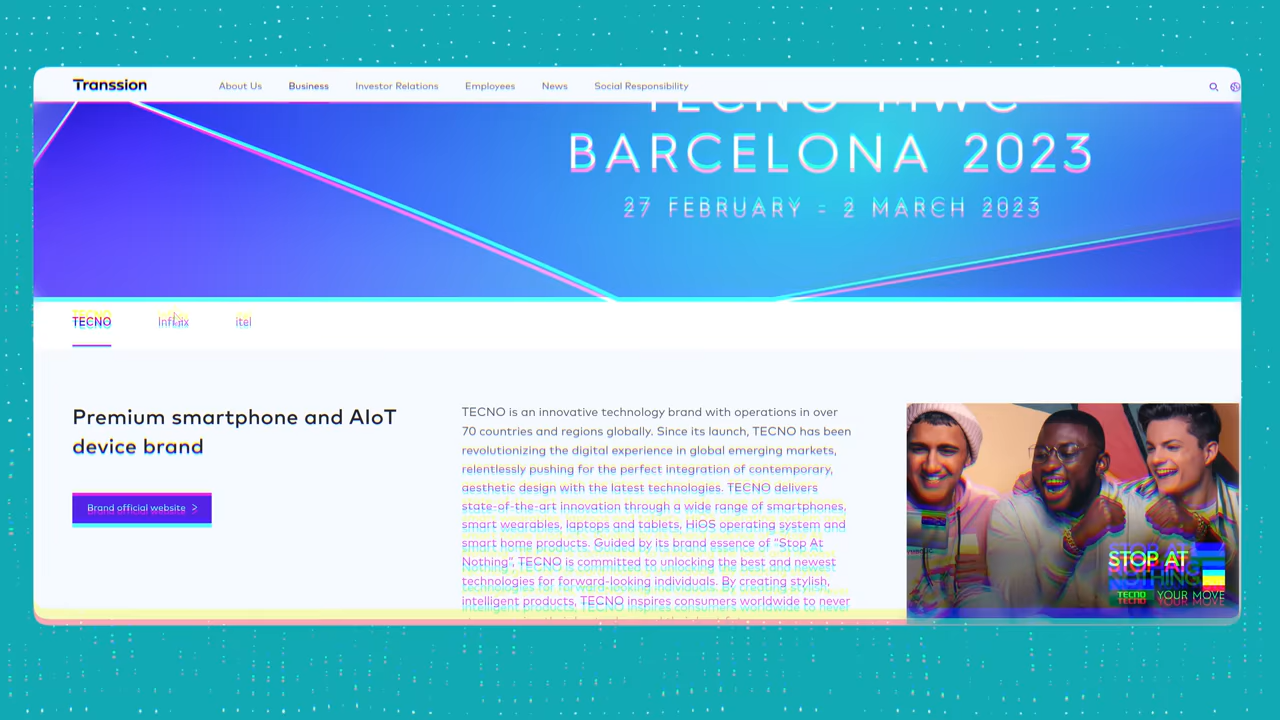 Transsion
About Us Business Investor Relations Employees News Social Responsibility
TECNO MWC
BARCELONA 2023
27 FEBRUARY - 2 MARCH 2023
TECNO Infinix itel
Premium smartphone and AIoT
device brand
Brand official website >
TECNO is an innovative technology brand with operations in over
70 countries and regions globally. Since its launch, TECNO has been
revolutionizing the digital experience in global emerging markets,
relentlessly pushing for the perfect integration of contemporary,
aesthetic design with the latest technologies. TECNO delivers
state-of-the-art innovation through a wide range of smartphones,
smart wearables, laptops and tablets, HiOS operating system and
smart home products. Guided by its brand essence of "Stop At
Nothing", TECNO is committed to unlocking the best and newest
technologies for forward-looking individuals. By creating stylish,
intelligent products, TECNO inspires consumers worldwide to never
STOP AT
NOTHING
TECNO YOUR MOVE